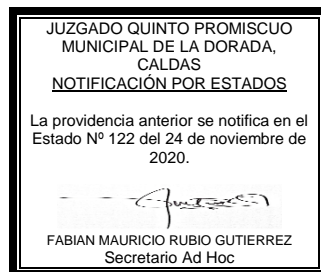 JUZGADO QUINTO PROMISCUO
MUNICIPAL DE LA DORADA,
CALDAS
NOTIFICACIÓN POR ESTADOS
La providencia anterior se notifica en el
Estado Nº 122 del 24 de noviembre de
2020.
FABIAN MAURICIO RUBIO GUTIERREZ
Secretario Ad Hoc